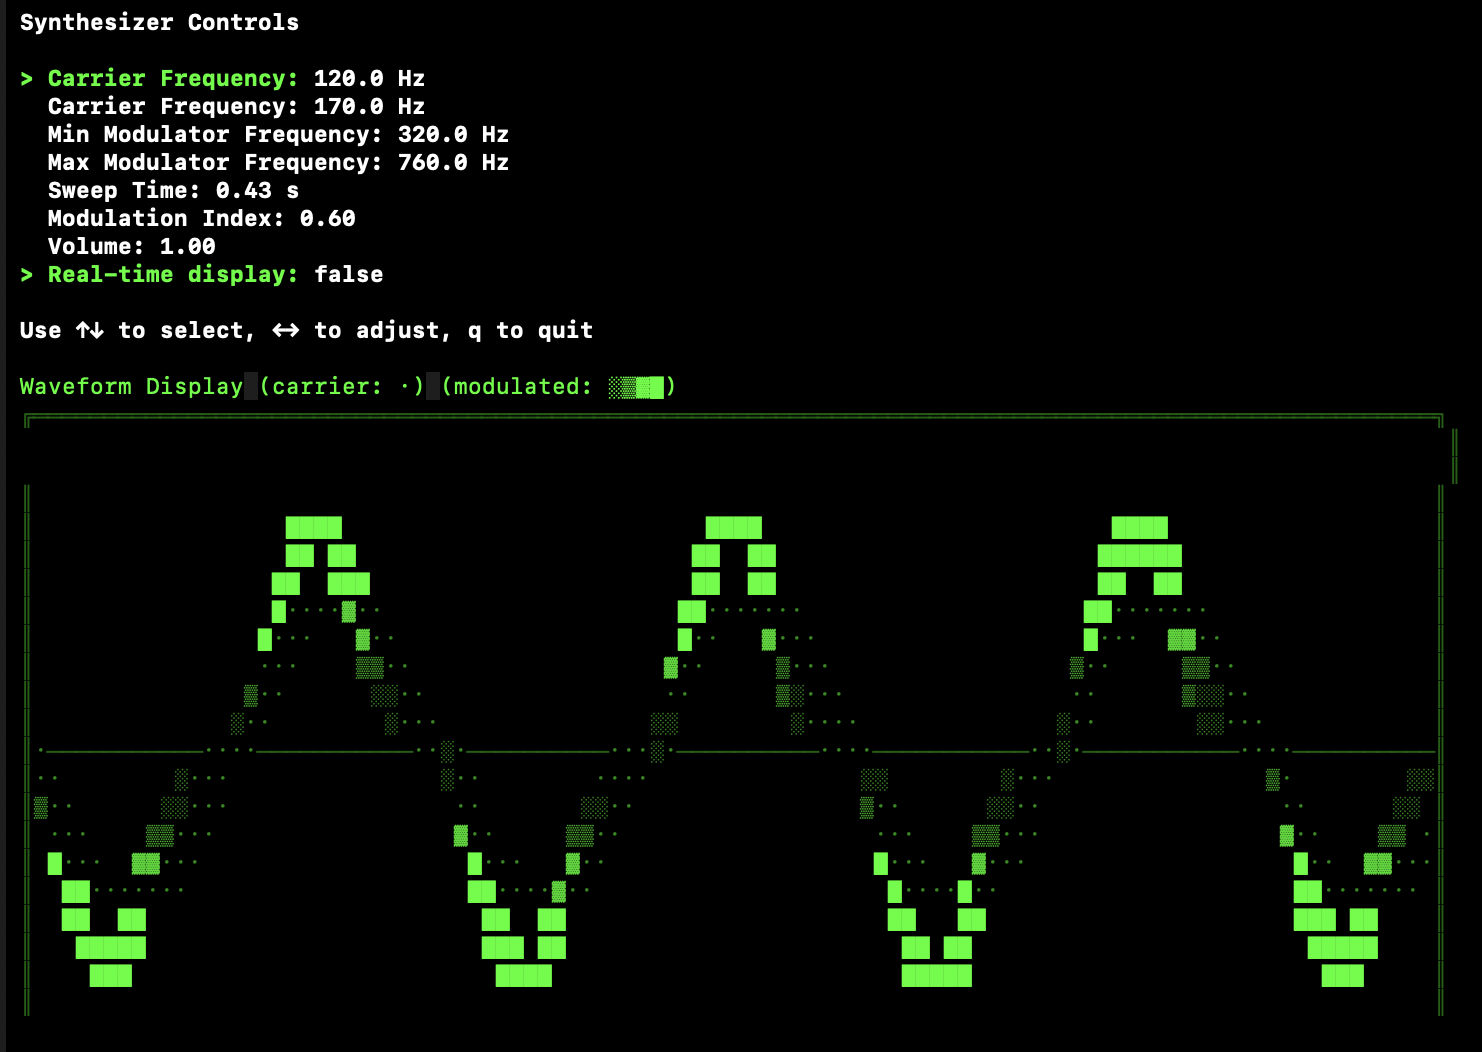 Synthesizer Controls
> Carrier Frequency: 120.0 Hz
Carrier Frequency: 170.0 Hz
Min Modulator Frequency: 320.0 Hz
Max Modulator Frequency: 760.0 Hz
Sweep Time: 0.43 s
Modulation Index: 0.60
Volume: 1.00
> Real-time display: false
Use ↑↓ to select, ↔ to adjust, q to quit
Waveform Display (carrier: ·) (modulated: ░▒▓█)